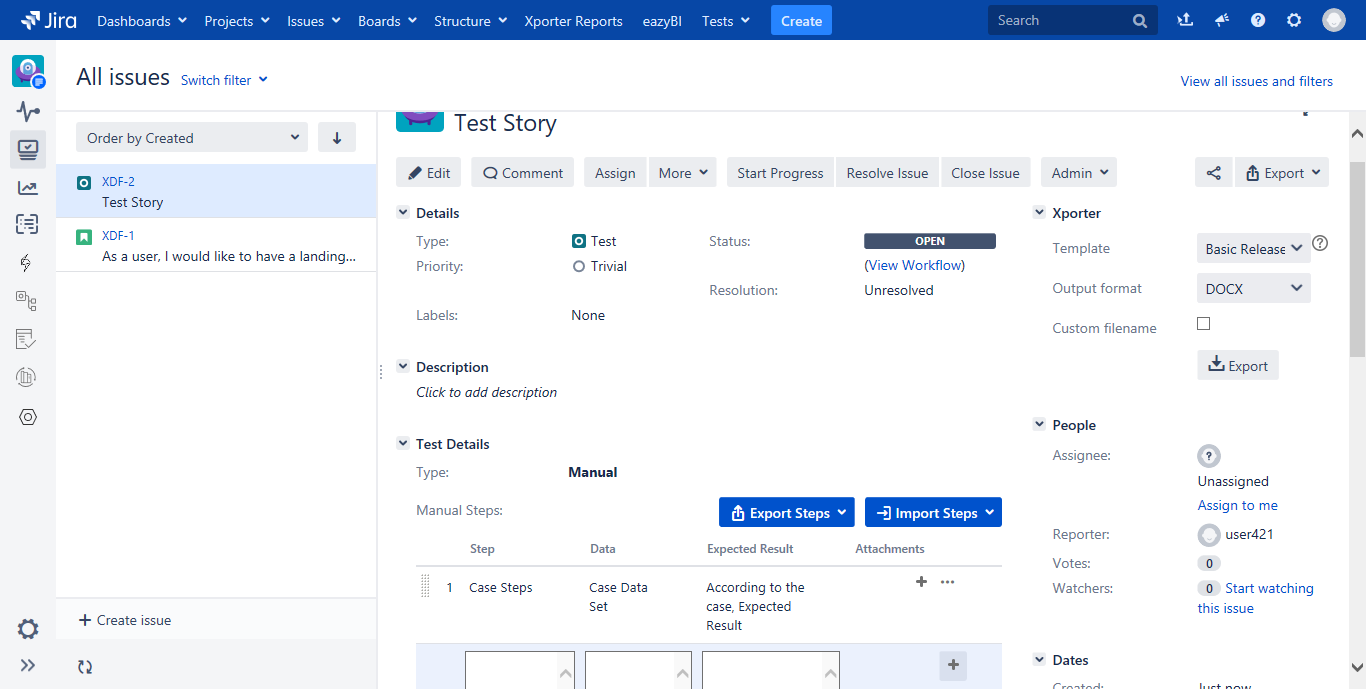 Jira Dashboards Projects Issues Boards Structure Xporter Reports eazyBI Tests Create Search
All issues Switch filter View all issues and filters
Order by Created
XDF-2
Test Story
XDF-1
As a user, I would like to have a landing...
Create issue
Test Story
Edit Comment Assign More Start Progress Resolve Issue Close Issue Admin Export
Details
Type: Test Status: OPEN
(View Workflow)
Priority: Trivial
Resolution: Unresolved
Labels: None
Description
Click to add description
Test Details
Type: Manual
Manual Steps: Export Steps Import Steps
Step Data Expected Result Attachments
1 Case Steps Case Data Set According to the case, Expected Result
Xporter
Template Basic Release
Output format DOCX
Custom filename
Export
People
Assignee:
Unassigned
Assign to me
Reporter: user421
Votes: 0
Watchers: 0 Start watching
this issue
Dates
Created: Just now